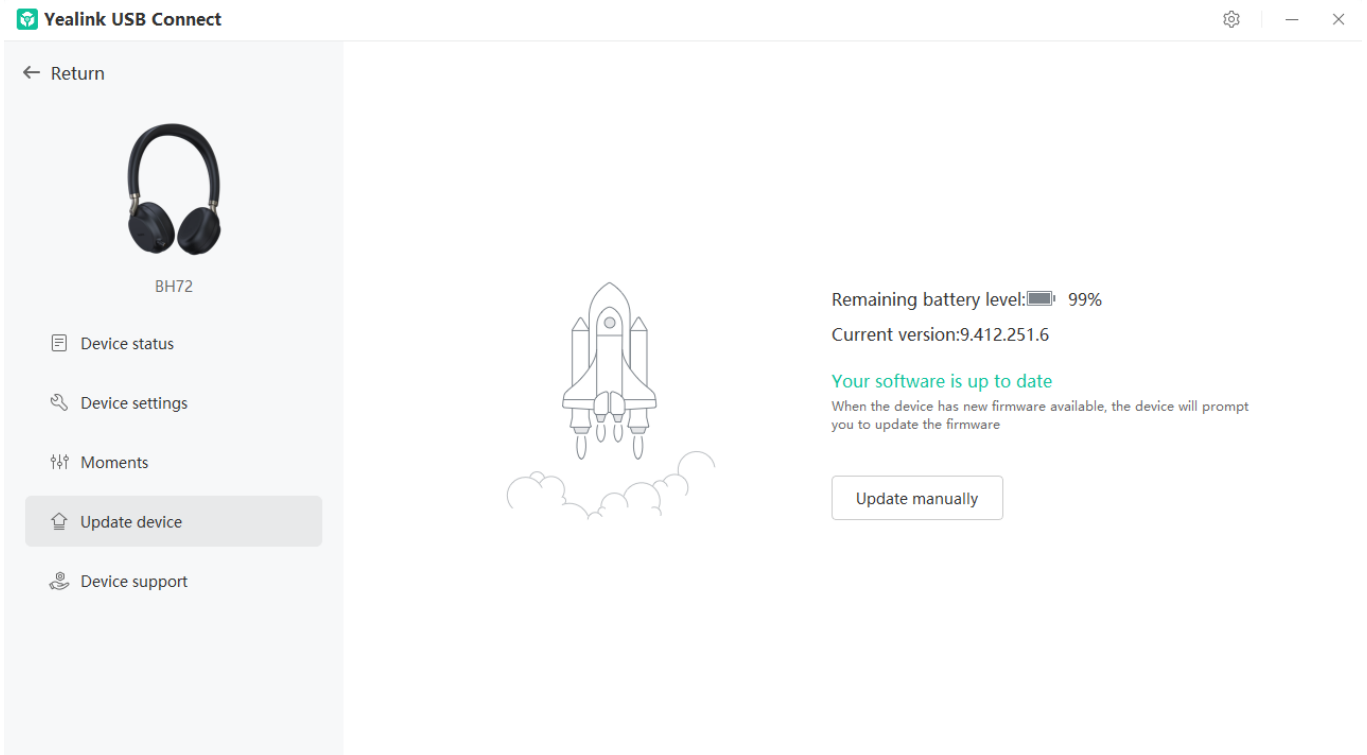 Yealink USB Connect
Return
BH72
Device status
Device settings
Moments
Update device
Device support
Remaining battery level: 99%
Current version:9.412.251.6
Your software is up to date
When the device has new firmware available, the device will prompt
you to update the firmware
Update manually